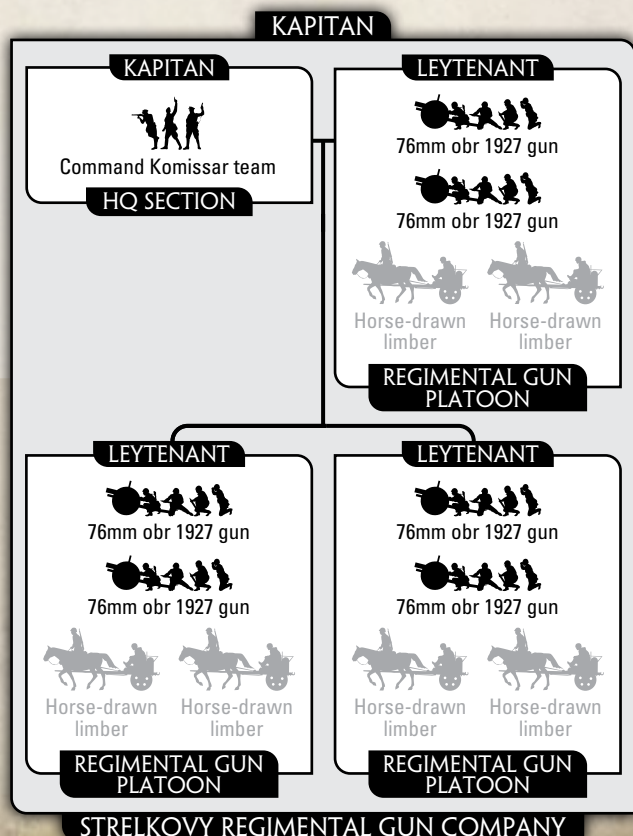 KAPITAN
KAPITAN
Command Komissar team
HQ SECTION
LEYTENANT
76mm obr 1927 gun
76mm obr 1927 gun
Horse-drawn
limber
Horse-drawn
limber
REGIMENTAL GUN
PLATOON
LEYTENANT
76mm obr 1927 gun
76mm obr 1927 gun
Horse-drawn
limber
Horse-drawn
limber
REGIMENTAL GUN
PLATOON
LEYTENANT
76mm obr 1927 gun
76mm obr 1927 gun
Horse-drawn
limber
Horse-drawn
limber
REGIMENTAL GUN
PLATOON
STRELKOVY REGIMENTAL GUN COMPANY